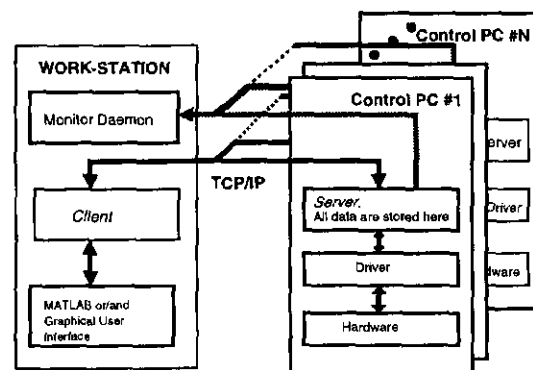 Control PC #N
WORK-STATION
Control PC #1
Monitor Daemon
erver
TCP/IP
Client
Server.
All data are stored here
Driver
Driver
dware
MATLAB or/and
Graphical User
Interface
Hardware